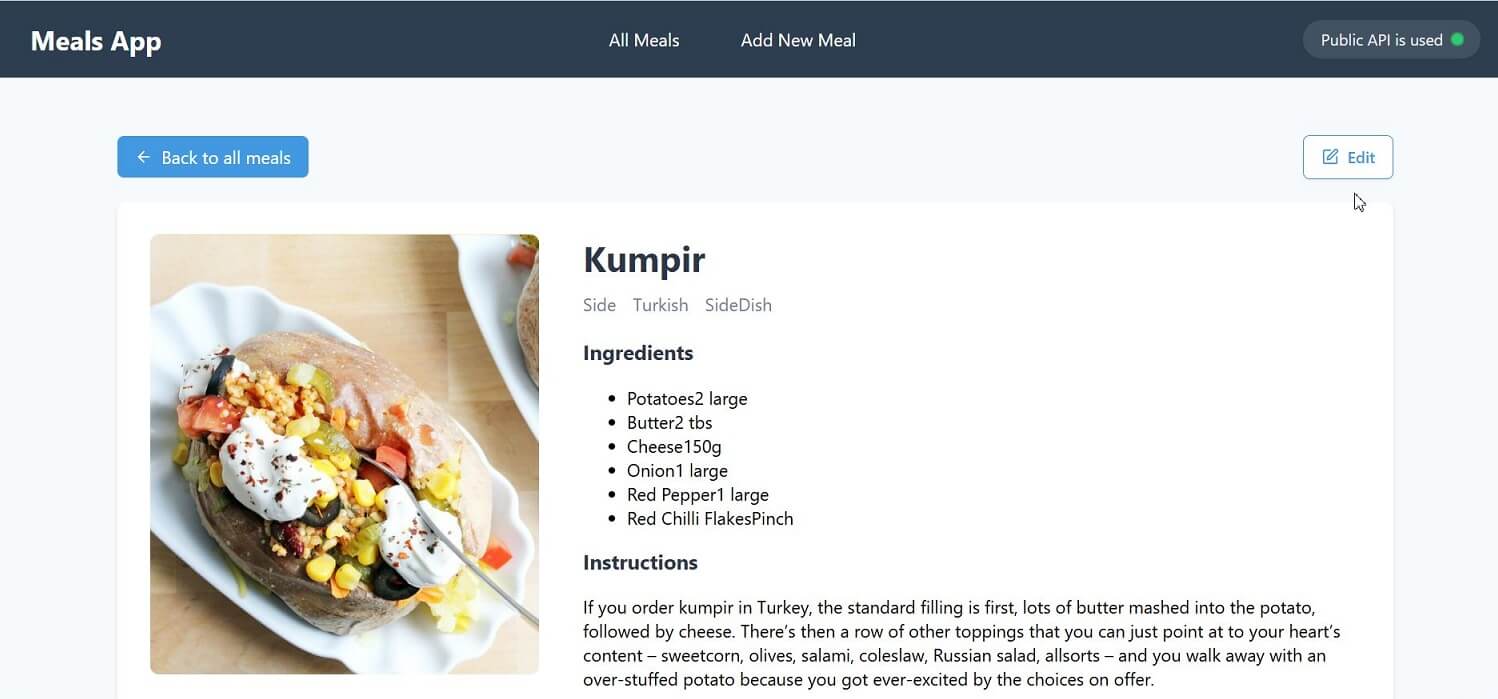 Meals App
All Meals
Add New Meal
Public API is used
Back to all meals
Edit
Kumpir
Side Turkish SideDish
Ingredients
Potatoes2 large
Butter2 tbs
Cheese150g
Onion1 large
Red Pepper1 large
Red Chilli FlakesPinch
Instructions
If you order kumpir in Turkey, the standard filling is first, lots of butter mashed into the potato,
followed by cheese. There’s then a row of other toppings that you can just point at to your heart’s
content – sweetcorn, olives, salami, coleslaw, Russian salad, allsorts – and you walk away with an
over-stuffed potato because you got ever-excited by the choices on offer.